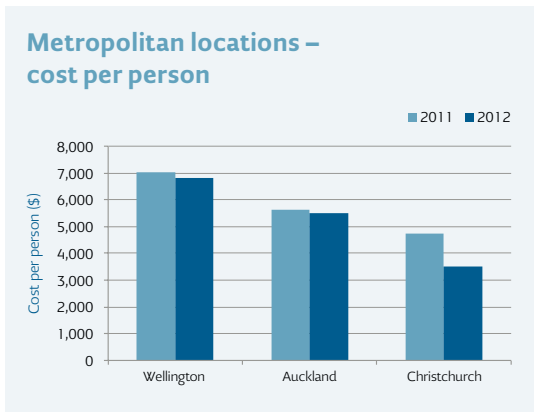 Metropolitan locations –
cost per person
2011 2012
8,000
7,000
6,000
5,000
4,000
3,000
2,000
1,000
0
Cost per person ($)
Wellington Auckland Christchurch